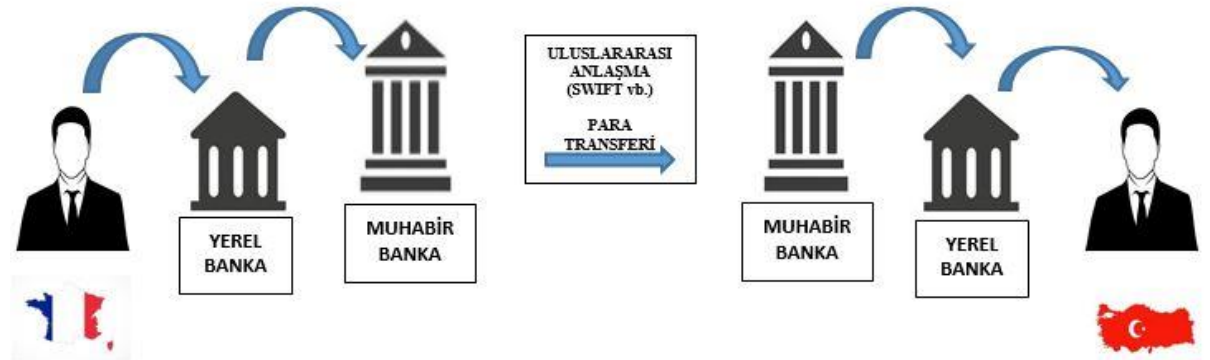 YEREL
BANKA
MUHABİR
BANKA
ULUSLARARASI
ANLAŞMA
(SWIFT vb.)
PARA
TRANSFERİ
MUHABİR
BANKA
YEREL
BANKA